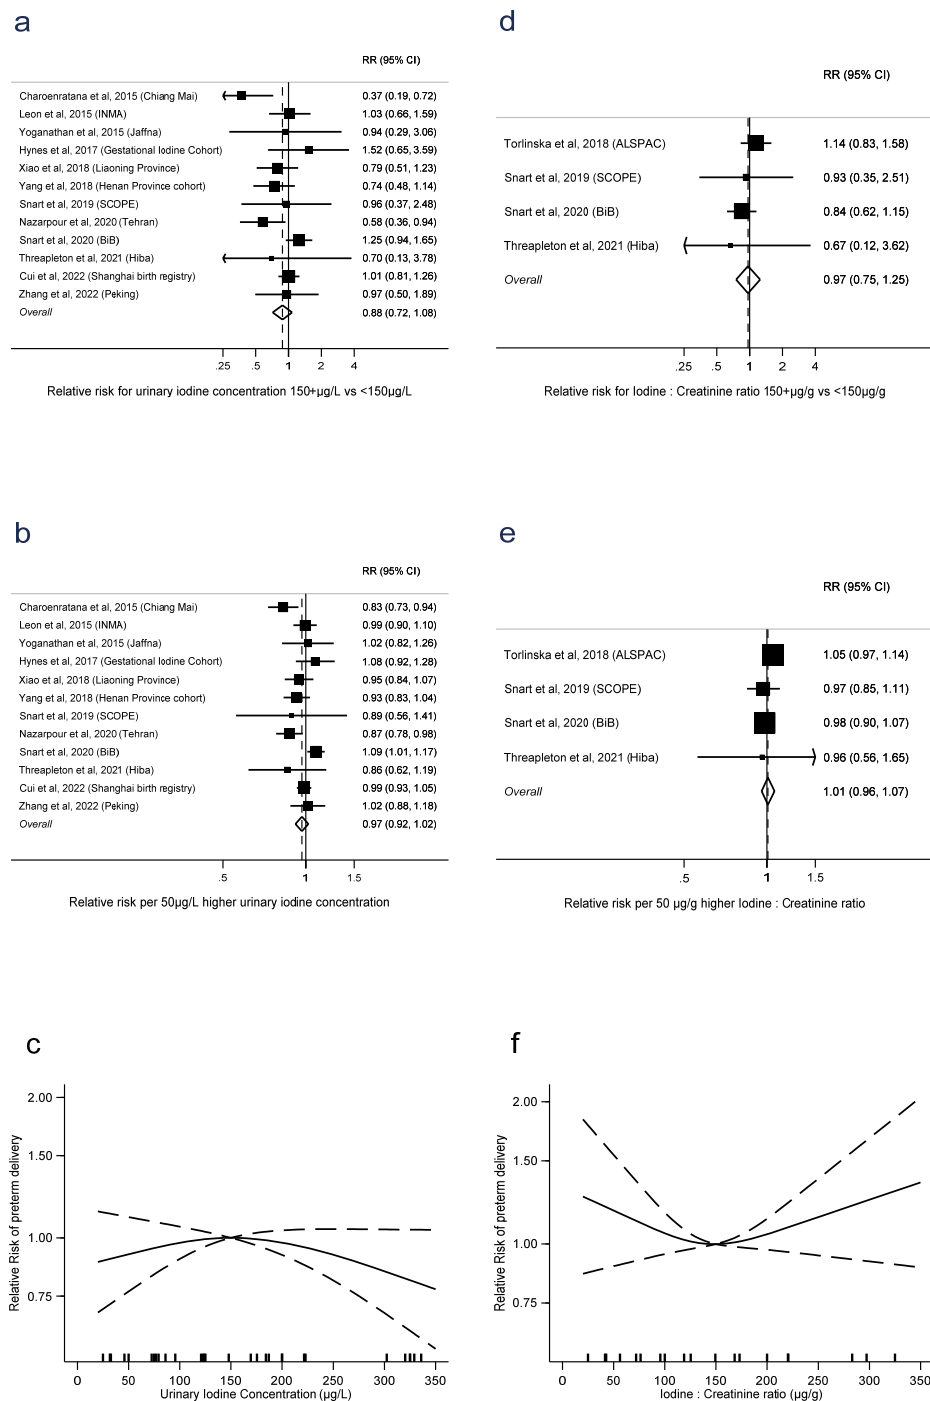 a
RR (95% CI)
Charoenratana et al, 2015 (Chiang Mai) 0.37 (0.19, 0.72)
Leon et al, 2015 (INMA) 1.03 (0.66, 1.59)
Yoganathan et al, 2015 (Jaffna) 0.94 (0.29, 3.06)
Hynes et al, 2017 (Gestational Iodine Cohort) 1.52 (0.65, 3.59)
Xiao et al, 2018 (Liaoning Province) 0.79 (0.51, 1.23)
Yang et al, 2018 (Henan Province cohort) 0.74 (0.48, 1.14)
Snart et al, 2019 (SCOPE) 0.96 (0.37, 2.48)
Nazarpour et al, 2020 (Tehran) 0.58 (0.36, 0.94)
Snart et al, 2020 (BiB) 1.25 (0.94, 1.65)
Threapleton et al, 2021 (Hiba) 0.70 (0.13, 3.78)
Cui et al, 2022 (Shanghai birth registry) 1.01 (0.81, 1.26)
Zhang et al, 2022 (Peking) 0.97 (0.50, 1.89)
Overall 0.88 (0.72, 1.08)
.25 .5 1 2 4
Relative risk for urinary iodine concentration 150+µg/L vs <150µg/L
d
RR (95% CI)
Torlinska et al, 2018 (ALSPAC) 1.14 (0.83, 1.58)
Snart et al, 2019 (SCOPE) 0.93 (0.35, 2.51)
Snart et al, 2020 (BiB) 0.84 (0.62, 1.15)
Threapleton et al, 2021 (Hiba) 0.67 (0.12, 3.62)
Overall 0.97 (0.75, 1.25)
.25 .5 1 2 4
Relative risk for Iodine : Creatinine ratio 150+µg/g vs <150µg/g
b
RR (95% CI)
Charoenratana et al, 2015 (Chiang Mai) 0.83 (0.73, 0.94)
Leon et al, 2015 (INMA) 0.99 (0.90, 1.10)
Yoganathan et al, 2015 (Jaffna) 1.02 (0.82, 1.26)
Hynes et al, 2017 (Gestational Iodine Cohort) 1.08 (0.92, 1.28)
Xiao et al, 2018 (Liaoning Province) 0.95 (0.84, 1.07)
Yang et al, 2018 (Henan Province cohort) 0.93 (0.83, 1.04)
Snart et al, 2019 (SCOPE) 0.89 (0.56, 1.41)
Nazarpour et al, 2020 (Tehran) 0.87 (0.78, 0.98)
Snart et al, 2020 (BiB) 1.09 (1.01, 1.17)
Threapleton et al, 2021 (Hiba) 0.86 (0.62, 1.19)
Cui et al, 2022 (Shanghai birth registry) 0.99 (0.93, 1.05)
Zhang et al, 2022 (Peking) 1.02 (0.88, 1.18)
Overall 0.97 (0.92, 1.02)
.5 1 1.5
Relative risk per 50µg/L higher urinary iodine concentration
e
RR (95% CI)
Torlinska et al, 2018 (ALSPAC) 1.05 (0.97, 1.14)
Snart et al, 2019 (SCOPE) 0.97 (0.85, 1.11)
Snart et al, 2020 (BiB) 0.98 (0.90, 1.07)
Threapleton et al, 2021 (Hiba) 0.96 (0.56, 1.65)
Overall 1.01 (0.96, 1.07)
.5 1 1.5
Relative risk per 50 µg/g higher Iodine : Creatinine ratio
c
Relative Risk of preterm delivery
2.00
1.50
1.00
0.75
0 50 100 150 200 250 300 350
Urinary Iodine Concentration (µg/L)
f
Relative Risk of preterm delivery
2.00
1.50
1.00
0.75
0 50 100 150 200 250 300 350
Iodine : Creatinine ratio (µg/g)